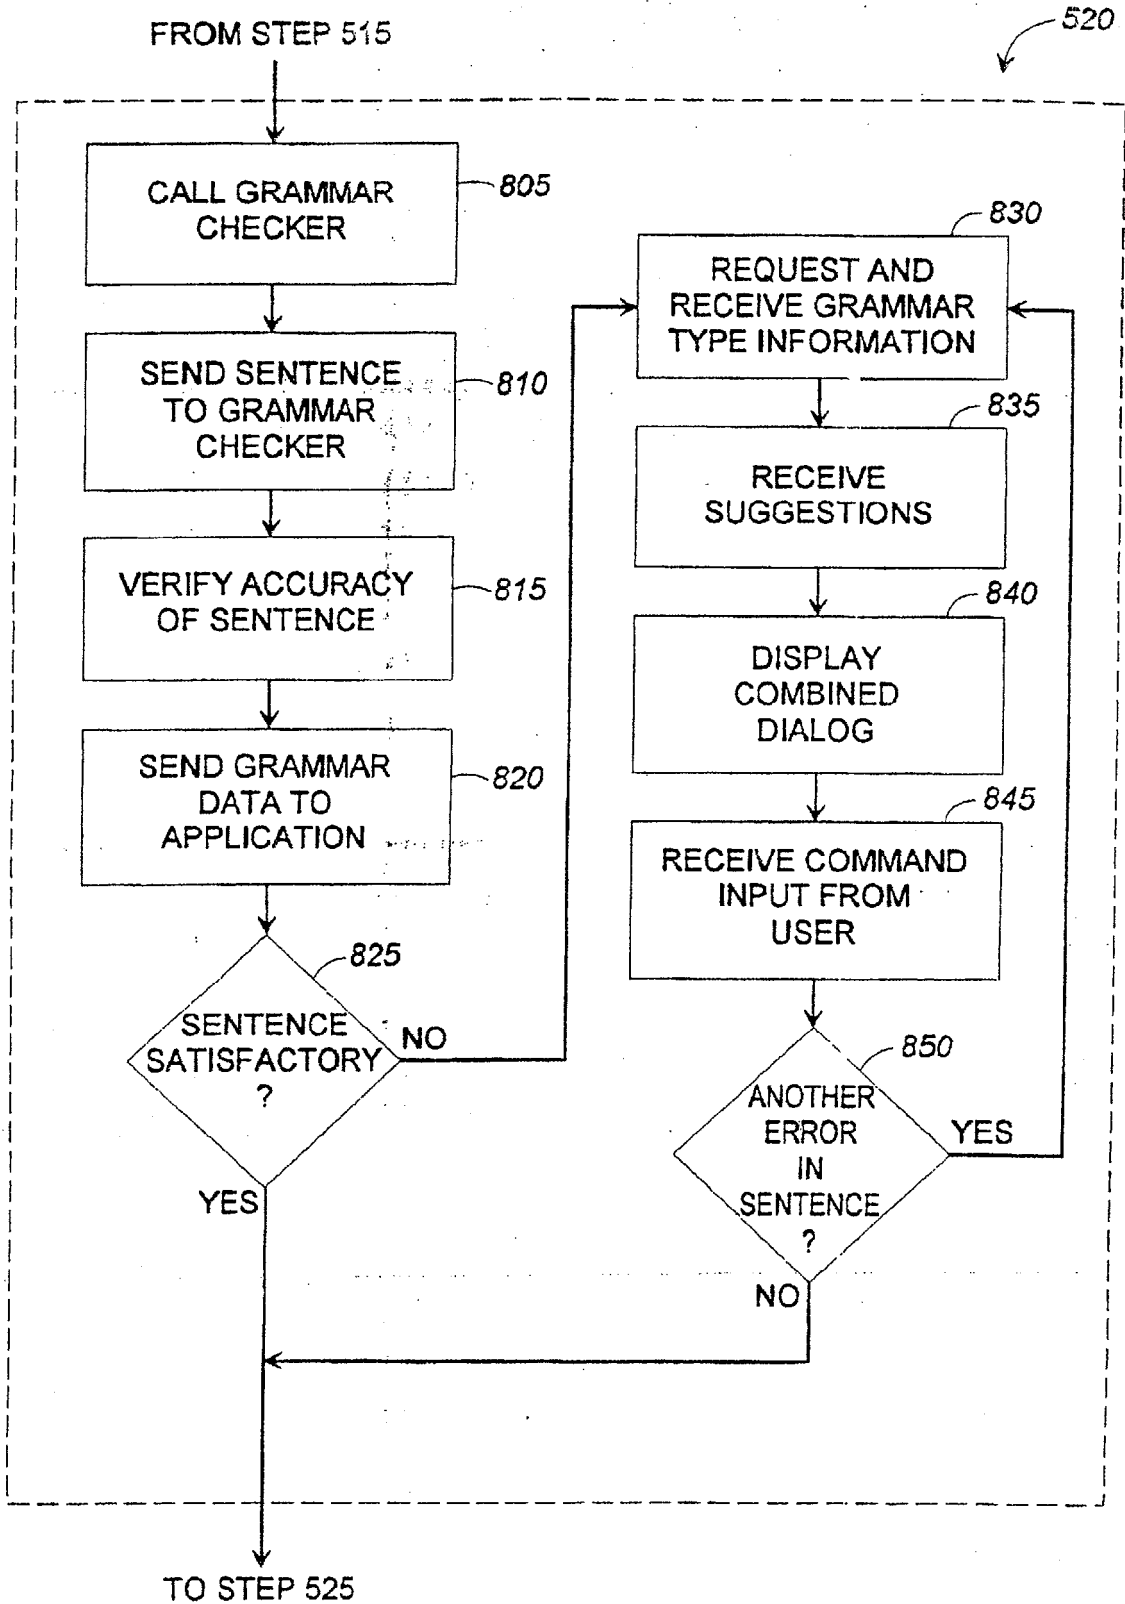 FROM STEP 515
520
CALL GRAMMAR
CHECKER
805
SEND SENTENCE
TO GRAMMAR
CHECKER
810
VERIFY ACCURACY
OF SENTENCE
815
SEND GRAMMAR
DATA TO
APPLICATION
820
825
SENTENCE
SATISFACTORY
?
NO
YES
830
REQUEST AND
RECEIVE GRAMMAR
TYPE INFORMATION
835
RECEIVE
SUGGESTIONS
840
DISPLAY
COMBINED
DIALOG
845
RECEIVE COMMAND
INPUT FROM
USER
850
ANOTHER
ERROR
IN
SENTENCE
?
YES
NO
TO STEP 525